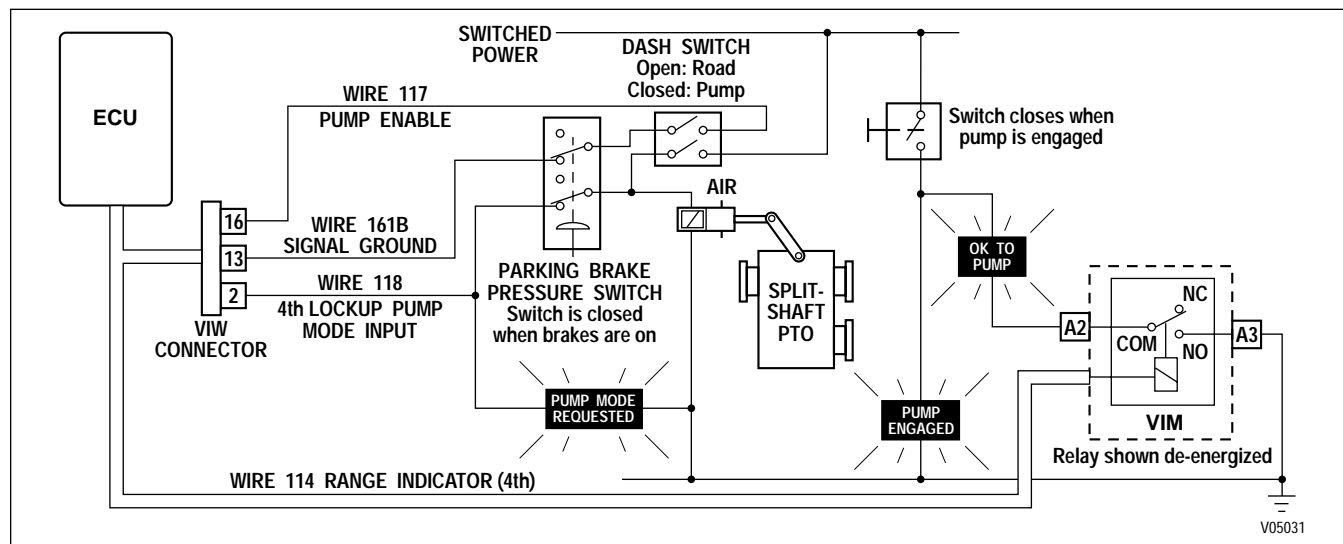 SWITCHED
POWER
DASH SWITCH
Open: Road
Closed: Pump
ECU
WIRE 117
PUMP ENABLE
Switch closes when
pump is engaged
AIR
16
13
2
WIRE 161B
SIGNAL GROUND
WIRE 118
4th LOCKUP PUMP
MODE INPUT
VIW
CONNECTOR
PARKING BRAKE
PRESSURE SWITCH
Switch is closed
when brakes are on
SPLIT-
SHAFT
PTO
OK TO
PUMP
A2
NC
COM
NO
A3
VIM
Relay shown de-energized
PUMP MODE
REQUESTED
PUMP
ENGAGED
WIRE 114 RANGE INDICATOR (4th)
V05031